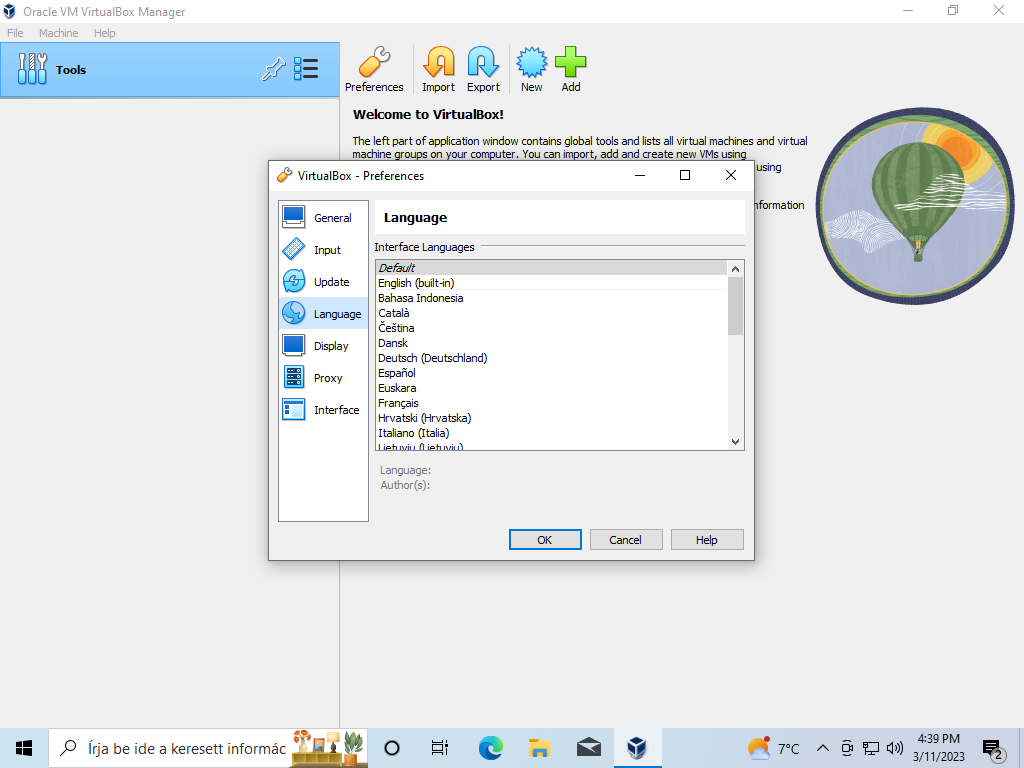 Oracle VM VirtualBox Manager
File Machine Help
Tools
Preferences Import Export New Add
Welcome to VirtualBox!
The left part of application window contains global tools and lists all virtual machines and virtual
machine groups on your computer. You can import, add and create new VMs using
using
nformation
VirtualBox - Preferences
General
Input
Update
Language
Display
Proxy
Interface
Language
Interface Languages
Default
English (built-in)
Bahasa Indonesia
Català
Čeština
Dansk
Deutsch (Deutschland)
Español
Euskara
Français
Hrvatski (Hrvatska)
Italiano (Italia)
Lietuvių (Lietuvių)
Language:
Author(s):
OK Cancel Help
Írja be ide a keresett informác
7°C
4:39 PM
3/11/2023
2